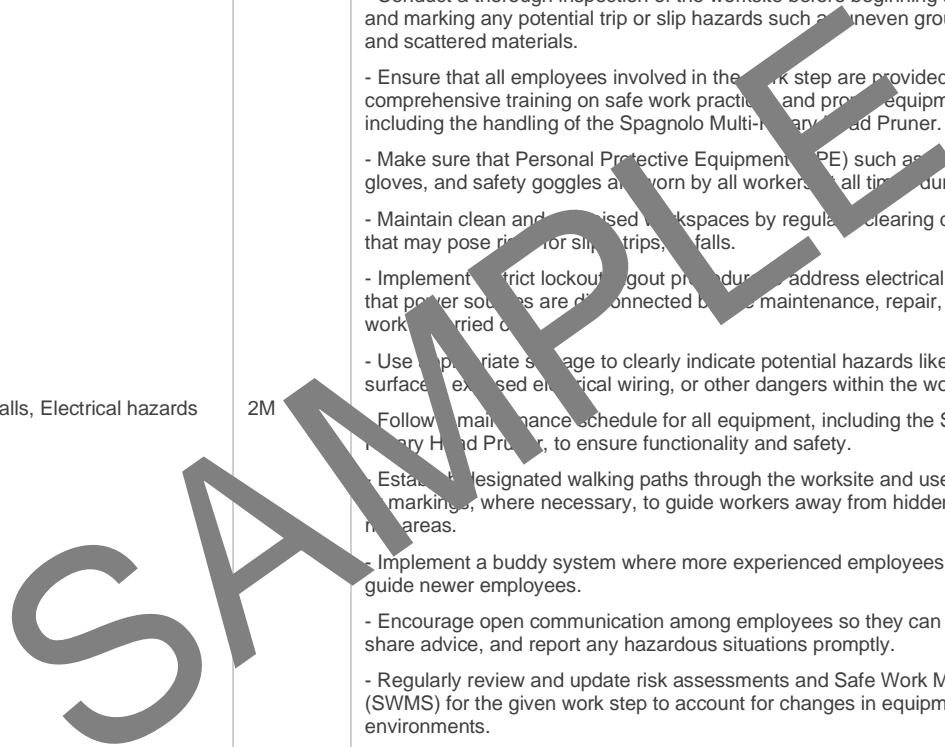 and marking any potential trip or slip hazards such as uneven
and scattered materials.
- Ensure that all employees involved in the work step are provided
comprehensive training on safe work practices and proper
including the handling of the Spagnolo Multi-Rotary Head Pruner.
- Make sure that Personal Protective Equipment (PPE) such as
gloves, and safety goggles are worn by all workers at all times
- Maintain clean and organised workspaces by regularly clearing
that may pose risks for slips, trips, falls.
- Implement strict lockout tagout procedures address electrical
that power sources are disconnected before maintenance, repair,
work carried
- Use appropriate signage to clearly indicate potential hazards like
surfaces, exposed electrical wiring, or other dangers within the
alls, Electrical hazards 2M
Follow maintenance schedule for all equipment, including the
Rotary Head Pruner, to ensure functionality and safety.
- Establish designated walking paths through the worksite and use
markings, where necessary, to guide workers away from hidden
areas.
- Implement a buddy system where more experienced employees
guide newer employees.
- Encourage open communication among employees so they can
share advice, and report any hazardous situations promptly.
- Regularly review and update risk assessments and Safe Work
(SWMS) for the given work step to account for changes in
environments.
SAMPLE